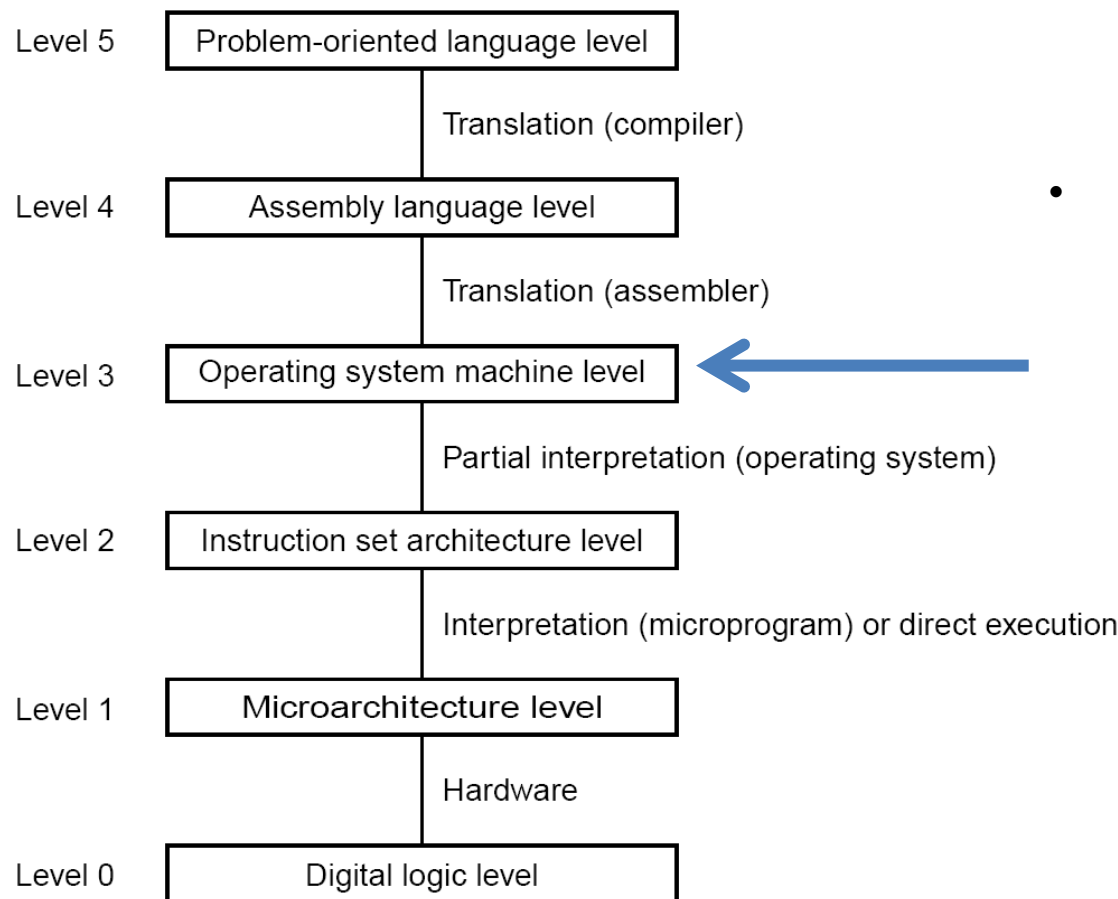 Level 5 Problem-oriented language level
Translation (compiler)
•
Level 4 Assembly language level
Translation (assembler)
Level 3 Operating system machine level
Partial interpretation (operating system)
Level 2 Instruction set architecture level
Interpretation (microprogram) or direct execution
Level 1 Microarchitecture level
Hardware
Level 0 Digital logic level